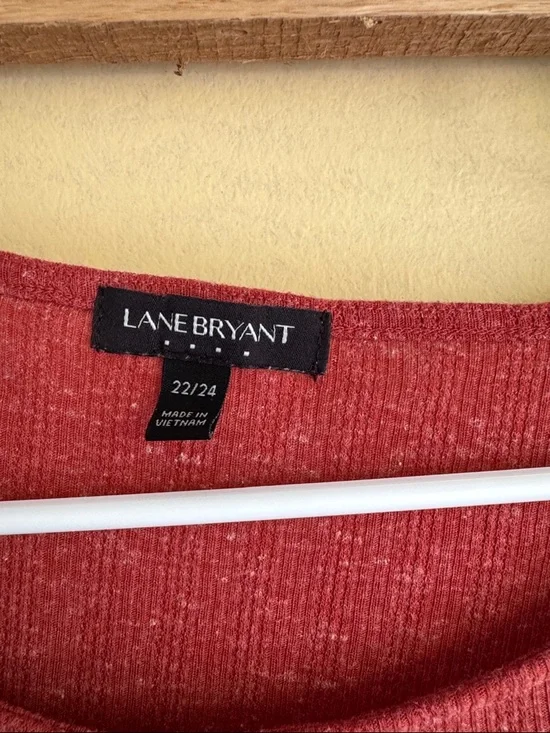 LANE BRYANT
22/24
MADE IN
VIETNAM